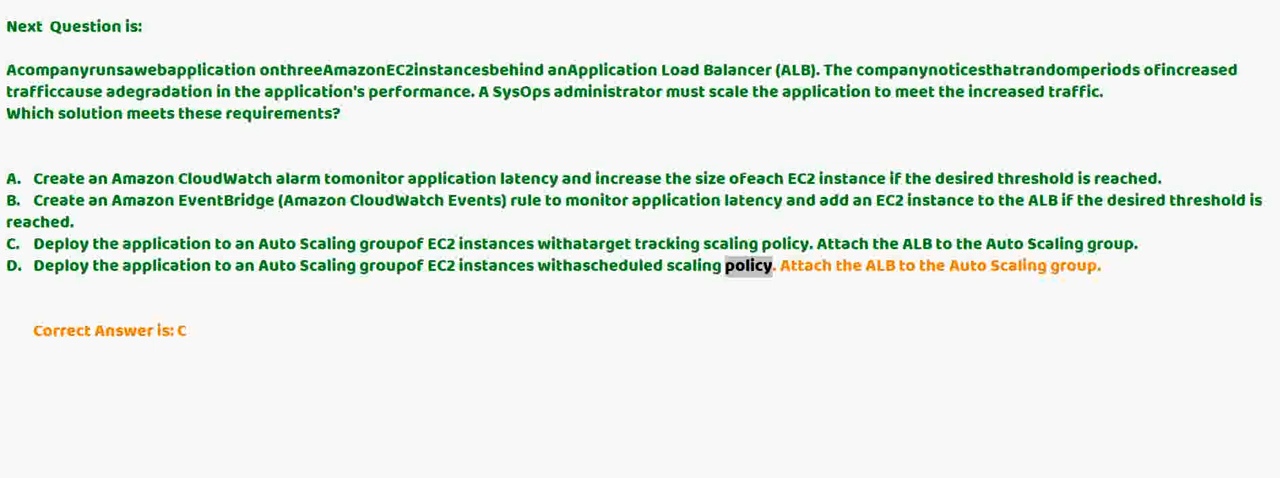 Next Question is:
Acompanyrunsawebapplication onthreeAmazonEC2instancesbehind anApplication Load Balancer (ALB). The companynoticesthatrandomperiods ofincreased
trafficcause adegradation in the application's performance. A SysOps administrator must scale the application to meet the increased traffic.
Which solution meets these requirements?
A. Create an Amazon CloudWatch alarm tomonitor application latency and increase the size ofeach EC2 instance if the desired threshold is reached.
B. Create an Amazon EventBridge (Amazon CloudWatch Events) rule to monitor application latency and add an EC2 instance to the ALB if the desired threshold is
reached.
C. Deploy the application to an Auto Scaling groupof EC2 instances withatarget tracking scaling policy. Attach the ALB to the Auto Scaling group.
D. Deploy the application to an Auto Scaling groupof EC2 instances withascheduled scaling policy. Attach the ALB to the Auto Scaling group.
Correct Answer is: C